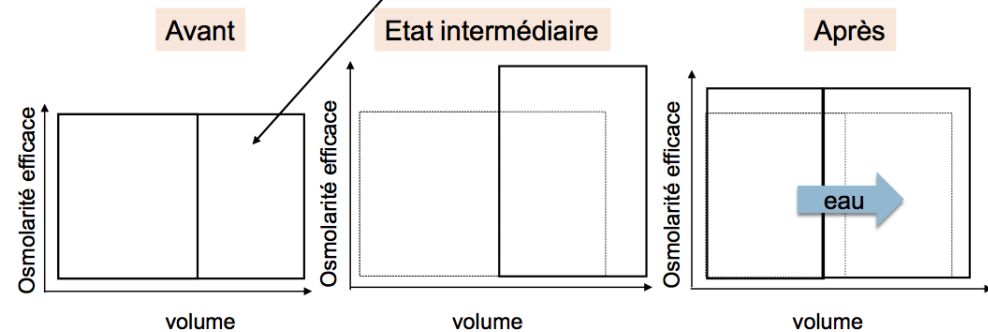 Avant
Etat intermédiaire
Après
Osmolarité efficace
Osmolarité efficace
Osmolarité efficace
eau
volume
volume
volume